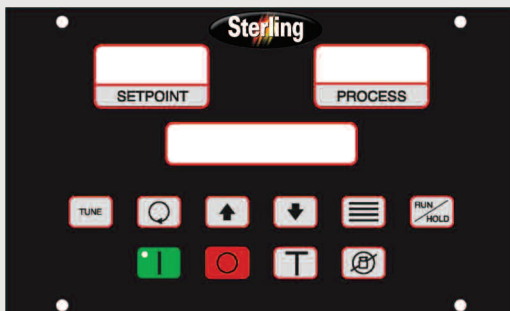 Sterling
SETPOINT
PROCESS
TUNE
RUN/HOLD
T